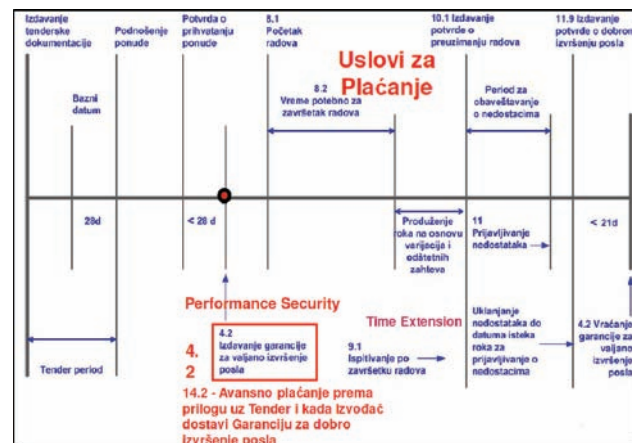 Izdavanje
tenderske
dokumentacije
Podnošenje
ponude
Potvrda o
prihvatanju
ponude
8.1
Početak
radova
10.1 Izdavanje
potvrde o
preuzimanju radova
11.9 Izdavanje
potvrde o dobrom
izvršenju posla
Uslovi za
Plaćanje
Bazni
datum
8.2
Vreme potebno za
završetak radova
Period za
obaveštavanje
o nedostacima
28d
< 28 d
Produženje
roka na osnovu
varijacija i
odštetnih
zahteva
11
Prijavljivanje
nedostataka
< 21d
Performance Security
Time Extension
4.
2
4.2
Izdavanje garancije
za valjano izvršenje
posla
Tender period
9.1
Ispitivanje po
završetku radova
Uklanjanje
nedostataka do
datuma isteka
roka za
prijavljivanje o
nedostacima
4.2 Vraćanje
garancije za
valjano
izvršenje
posla
14.2 - Avansno plaćanje prema
prilogu uz Tender i kada Izvođač
dostavi Garanciju za dobro
izvršenje posla